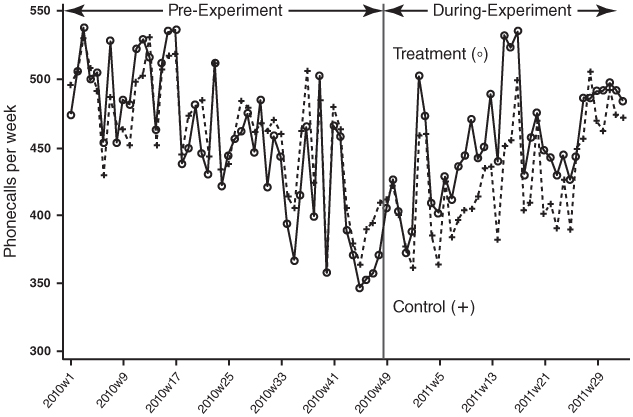 Pre-Experiment
During-Experiment
Treatment (○)
Control (+)
Phonecalls per week
550
500
450
400
350
300
2010w1
2010w9
2010w17
2010w25
2010w33
2010w41
2010w49
2011w5
2011w13
2011w21
2011w29